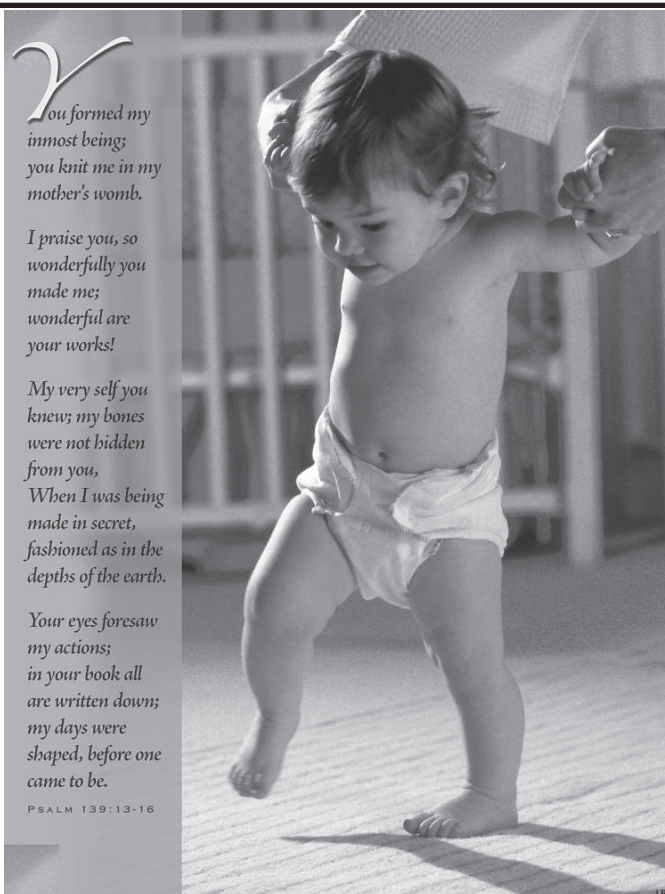 You formed my
inmost being;
you knit me in my
mother's womb.
I praise you, so
wonderfully you
made me;
wonderful are
your works!
My very self you
knew; my bones
were not hidden
from you,
When I was being
made in secret,
fashioned as in the
depths of the earth.
Your eyes foresaw
my actions;
in your book all
are written down;
my days were
shaped, before one
came to be.
PSALM 139:13-16